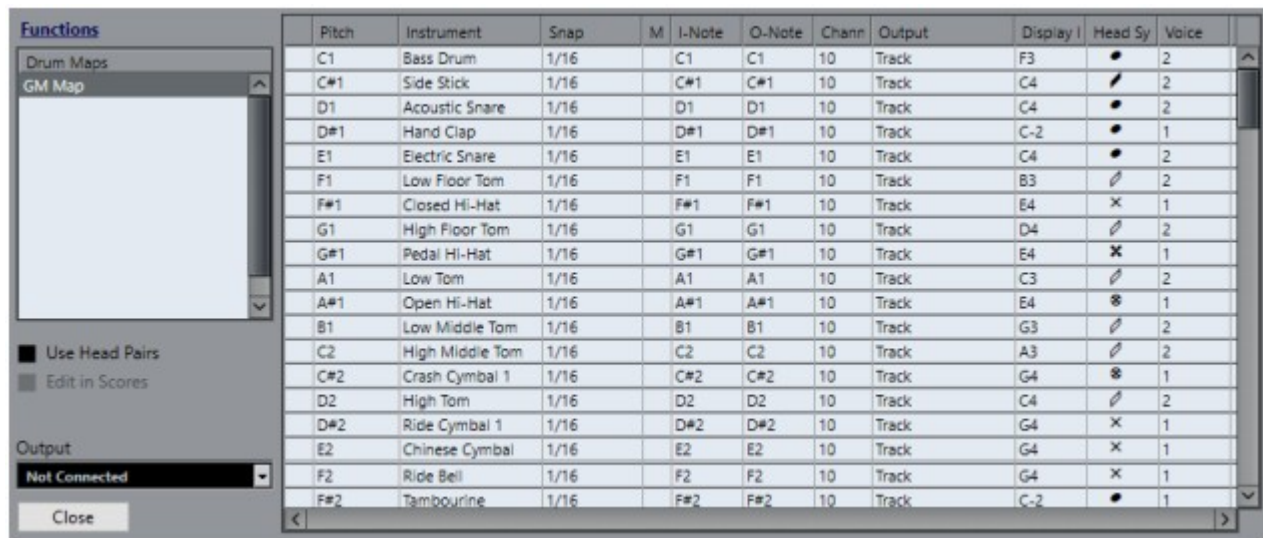 Functions
Drum Maps
GM Map
Use Head Pairs
Edit in Scores
Output
Not Connected
Close
Pitch Instrument Snap M I-Note O-Note Chann Output Display I Head Sy Voice
C1 Bass Drum 1/16 C1 C1 10 Track F3 2
C#1 Side Stick 1/16 C#1 C#1 10 Track C4 2
D1 Acoustic Snare 1/16 D1 D1 10 Track C4 2
D#1 Hand Clap 1/16 D#1 D#1 10 Track C-2 1
E1 Electric Snare 1/16 E1 E1 10 Track C4 2
F1 Low Floor Tom 1/16 F1 F1 10 Track B3 2
F#1 Closed Hi-Hat 1/16 F#1 F#1 10 Track E4 1
G1 High Floor Tom 1/16 G1 G1 10 Track D4 2
G#1 Pedal Hi-Hat 1/16 G#1 G#1 10 Track E4 1
A1 Low Tom 1/16 A1 A1 10 Track C3 2
A#1 Open Hi-Hat 1/16 A#1 A#1 10 Track E4 1
B1 Low Middle Tom 1/16 B1 B1 10 Track G3 2
C2 High Middle Tom 1/16 C2 C2 10 Track A3 2
C#2 Crash Cymbal 1 1/16 C#2 C#2 10 Track G4 1
D2 High Tom 1/16 D2 D2 10 Track C4 2
D#2 Ride Cymbal 1 1/16 D#2 D#2 10 Track G4 1
E2 Chinese Cymbal 1/16 E2 E2 10 Track G4 1
F2 Ride Bell 1/16 F2 F2 10 Track G4 1
F#2 Tambourine 1/16 F#2 F#2 10 Track C-2 1